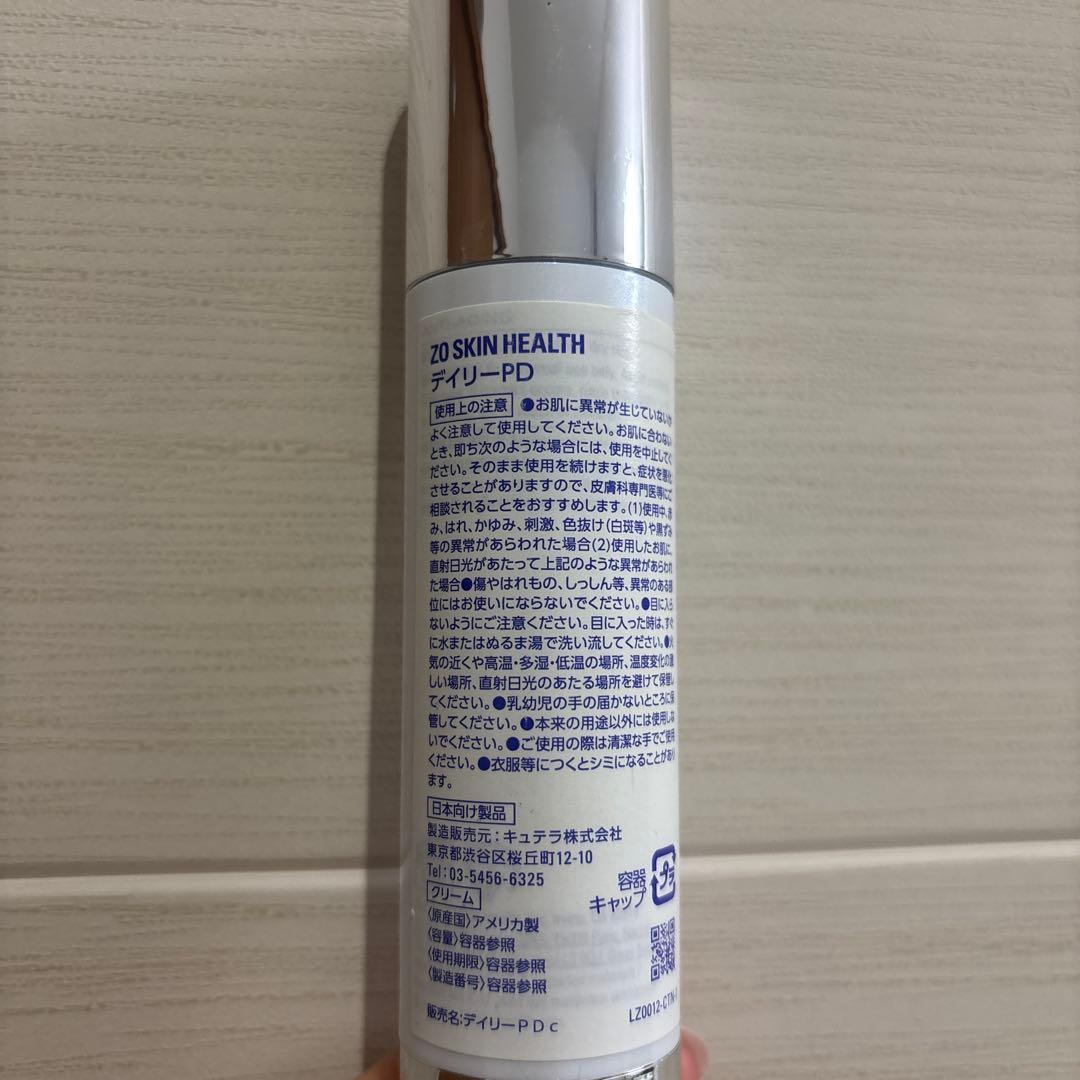 ZO SKIN HEALTH
デイリーPD
使用上の注意 ●お肌に異常が生じていないか
よく注意して使用してください。お肌に合わない
とき、即ち次のような場合には、使用を中止してく
ださい。そのまま使用を続けますと、症状を悪化
させることがありますので、皮膚科専門医等にご
相談されることをおすすめします。(1)使用中、赤
み、はれ、かゆみ、刺激、色抜け(白斑等)や黒ずみ
等の異常があらわれた場合(2)使用したお肌に、
直射日光があたって上記のような異常があらわれ
た場合●傷やはれもの、しっしん等、異常のある部
位にはお使いにならないでください。●目に入ら
ないようにご注意ください。目に入った時は、すぐ
に水またはぬるま湯で洗い流してください。●火
気の近くや高温・多湿・低温の場所、温度変化の激
しい場所、直射日光のあたる場所を避けて保管し
てください。●乳幼児の手の届かないところに保
管してください。●本来の用途以外には使用しな
いでください。●ご使用の際は清潔な手でご使用
ください。●衣服等につくとシミになることがあり
ます。
日本向け製品
製造販売元：キュテラ株式会社
東京都渋谷区桜丘町12-10
Tel：03-5456-6325
クリーム
〈原産国〉アメリカ製
〈容量〉容器参照
〈使用期限〉容器参照
〈製造番号〉容器参照
販売名：デイリーＰＤｃ
容器
キャップ
プラ
LZ0012-CTN-